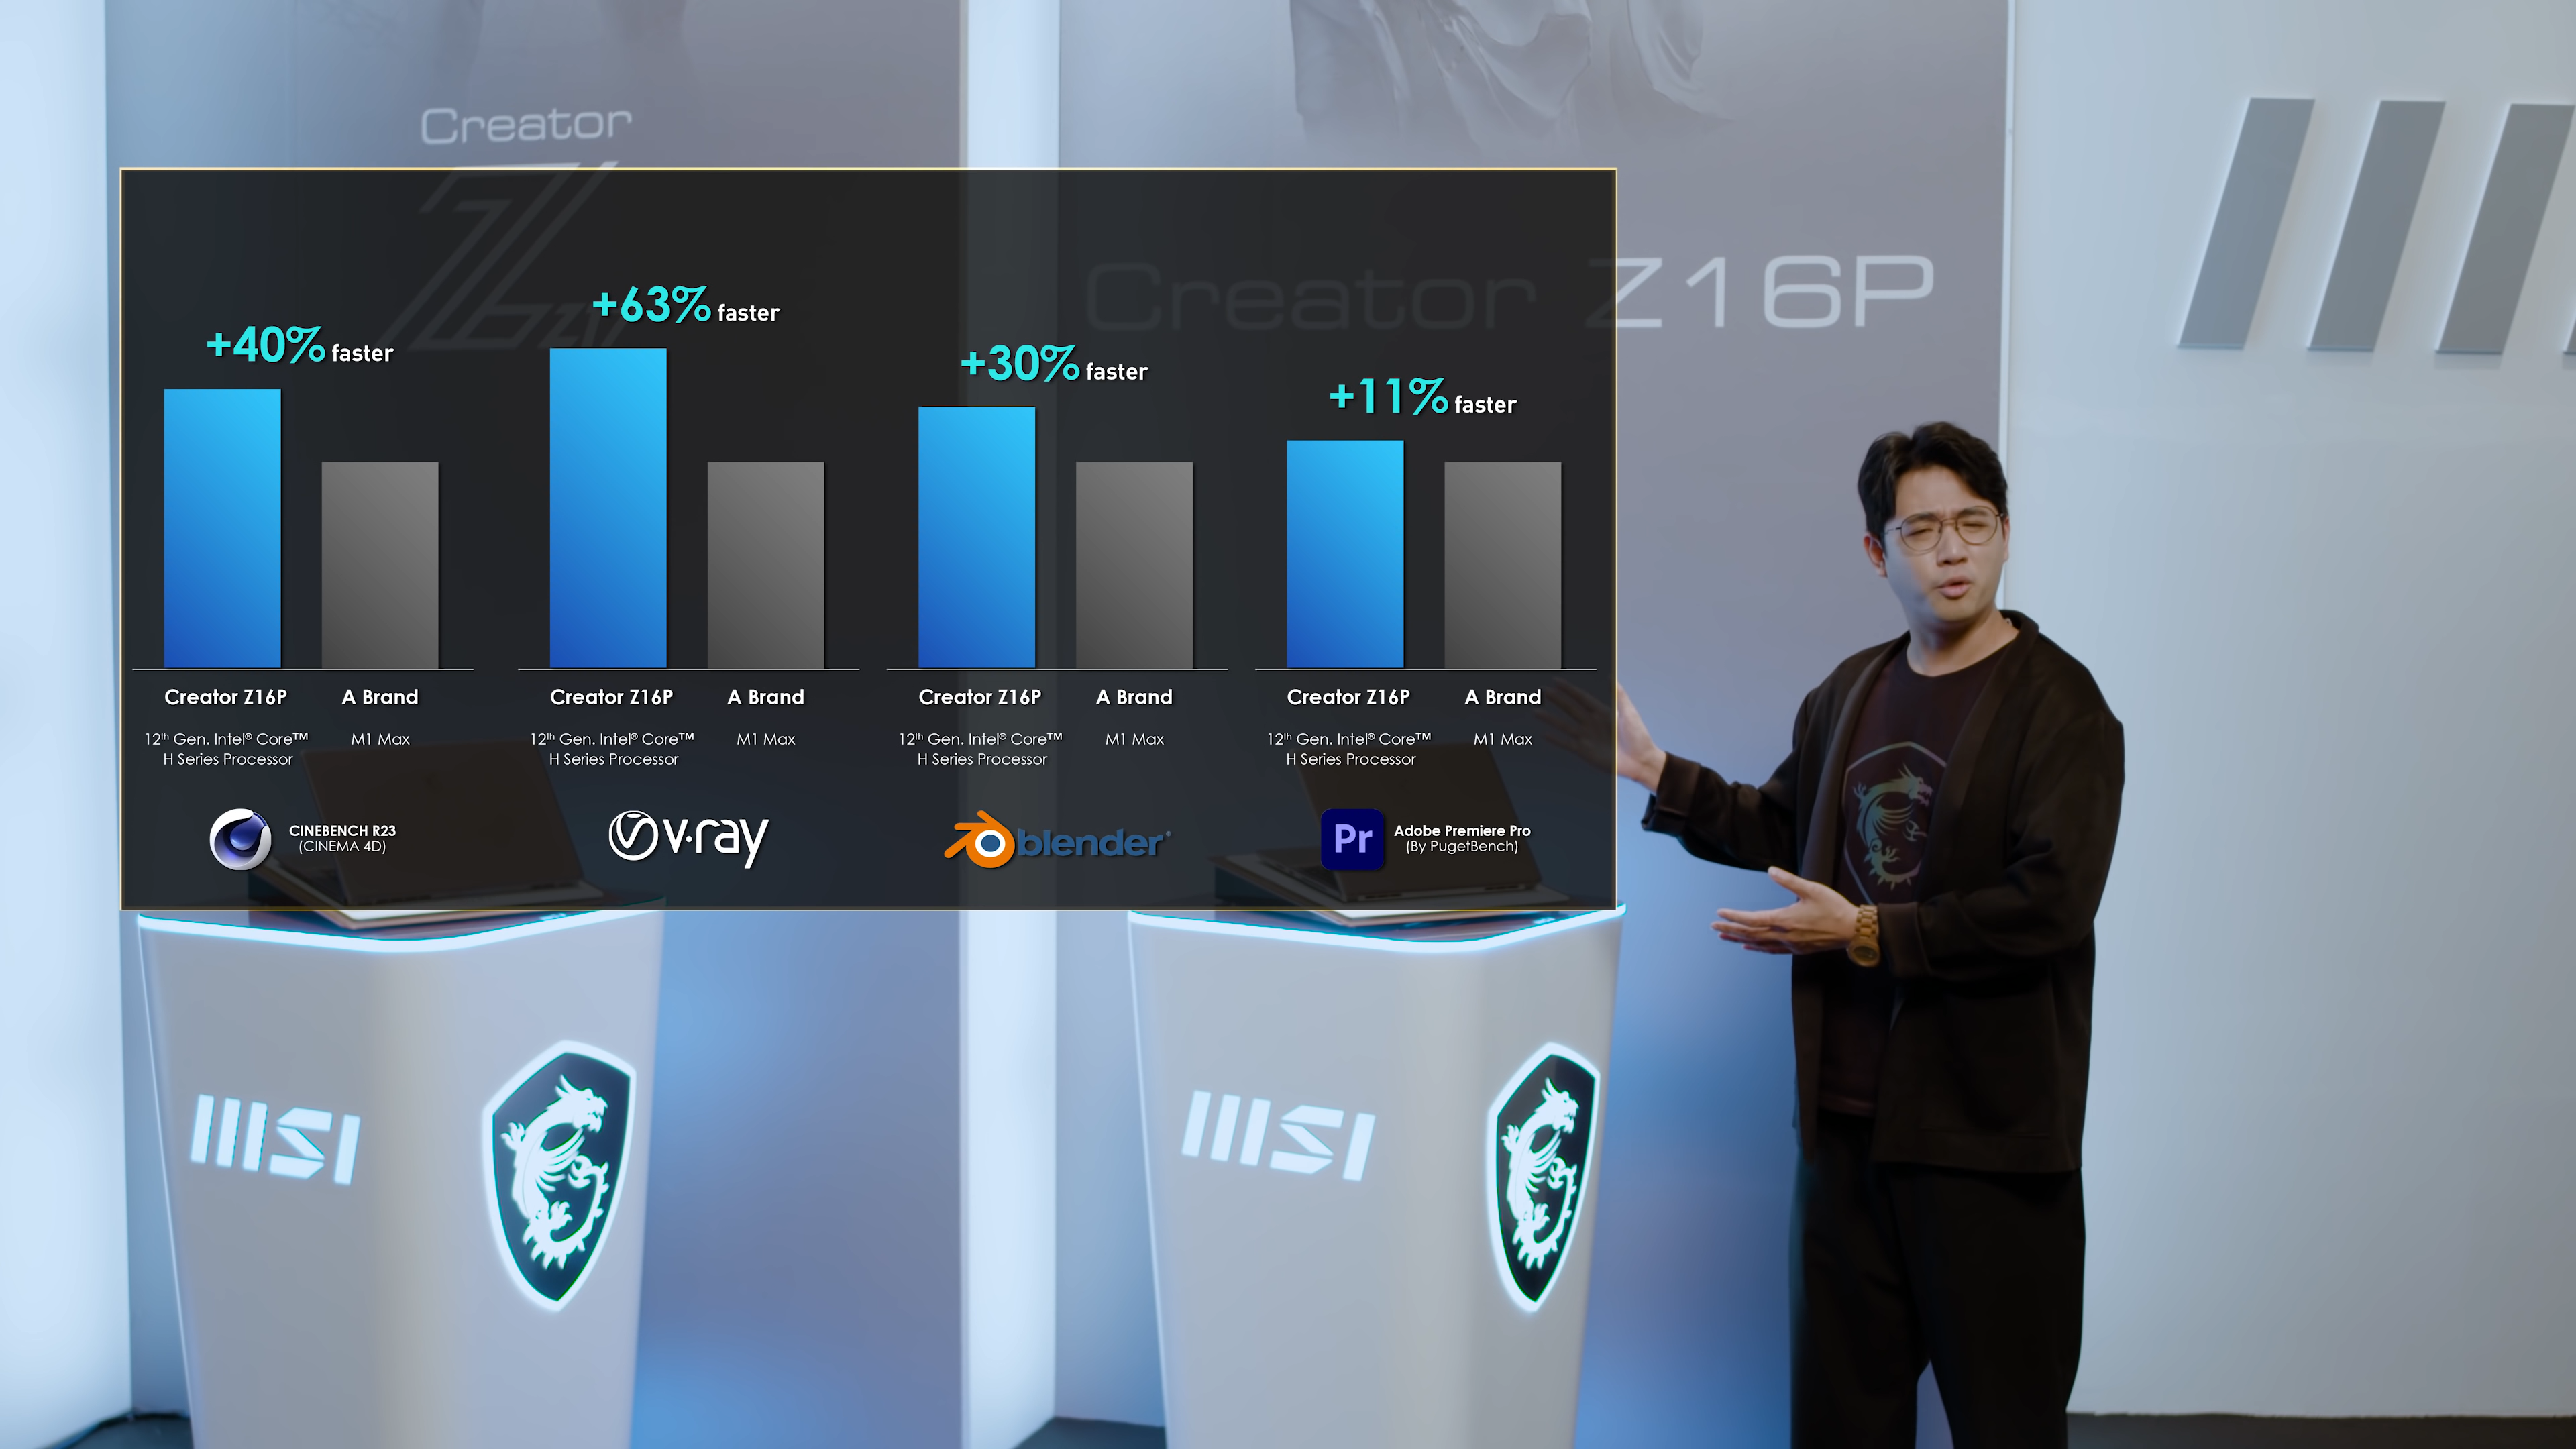 Creator
Z16P
Creator Z16P
+40% faster
+63% faster
+30% faster
+11% faster
Creator Z16P
A Brand
12th Gen. Intel® Core™
H Series Processor
M1 Max
CINEBENCH R23
(CINEMA 4D)
Creator Z16P
A Brand
12th Gen. Intel® Core™
H Series Processor
M1 Max
v·ray
Creator Z16P
A Brand
12th Gen. Intel® Core™
H Series Processor
M1 Max
blender
Creator Z16P
A Brand
12th Gen. Intel® Core™
H Series Processor
M1 Max
Pr
Adobe Premiere Pro
(By PugetBench)
msi
msi